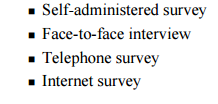 ▪ Self-administered survey
▪ Face-to-face interview
▪ Telephone survey
▪ Internet survey